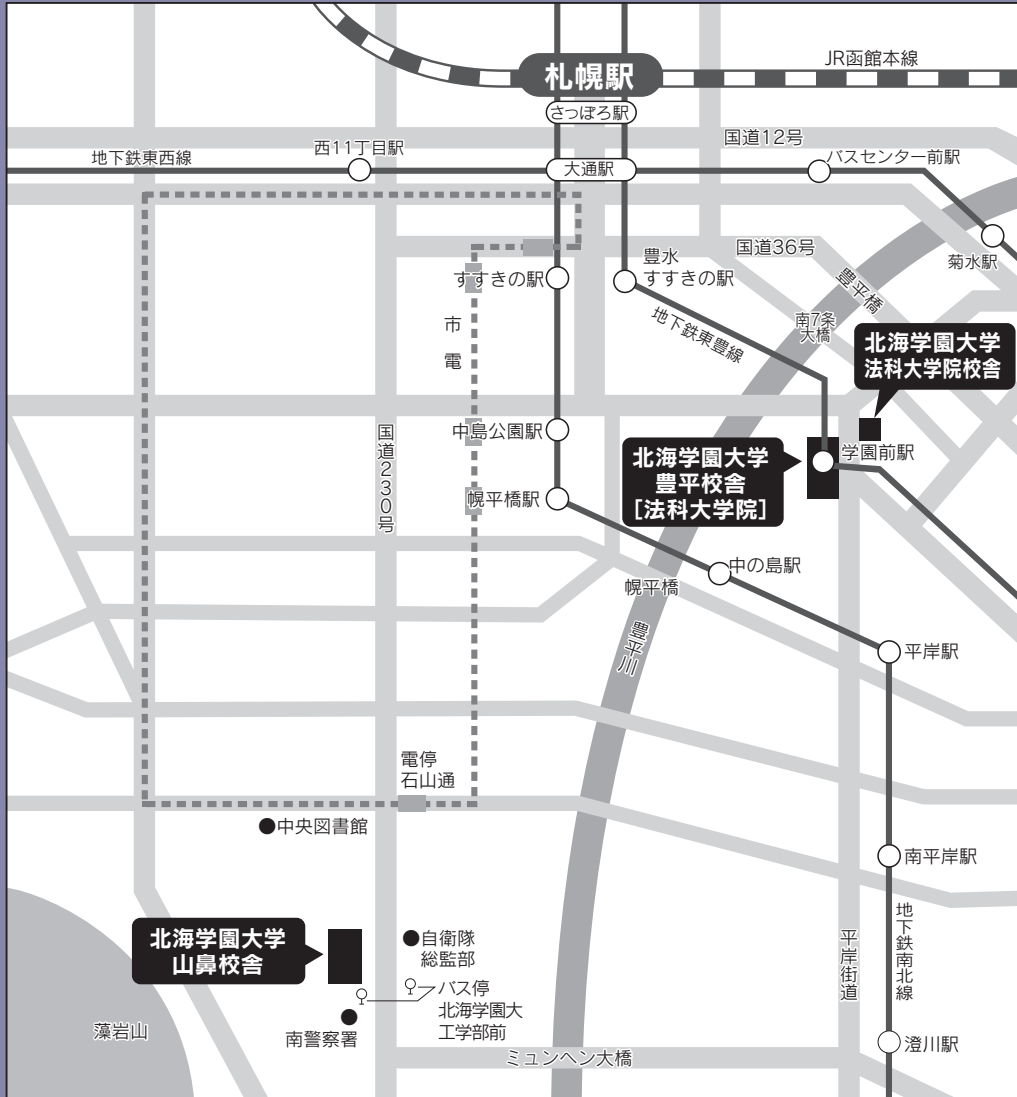 JR函館本線
札幌駅
さっぽろ駅
国道12号
地下鉄東西線
西11丁目駅
大通駅
バスセンター前駅
国道36号
豊水
すすきの駅
菊水駅
すすきの駅
豊平橋
市電
地下鉄東豊線
南7条
大橋
北海学園大学
法科大学院校舎
国道230号
中島公園駅
学園前駅
北海学園大学
豊平校舎
[法科大学院]
幌平橋駅
中の島駅
幌平橋
豊平川
平岸駅
電停
石山通
中央図書館
南平岸駅
地下鉄南北線
平岸街道
北海学園大学
山鼻校舎
自衛隊
総監部
バス停
北海学園大
工学部前
南警察署
藻岩山
ミュンヘン大橋
澄川駅